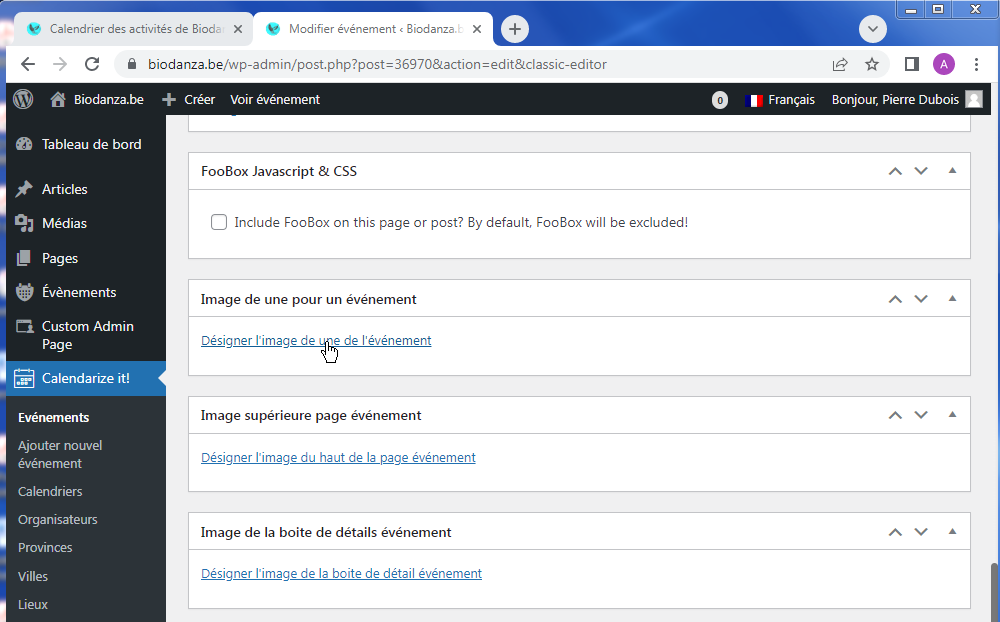 Calendrier des activités de Bioda
Modifier événement ‹ Biodanza.b
biodanza.be/wp-admin/post.php?post=36970&action=edit&classic-editor
A
Biodanza.be
Créer
Voir événement
0
Français
Bonjour, Pierre Dubois
Tableau de bord
Articles
Médias
Pages
Évènements
Custom Admin
Page
Calendarize it!
Evénements
Ajouter nouvel
événement
Calendriers
Organisateurs
Provinces
Villes
Lieux
FooBox Javascript & CSS
Include FooBox on this page or post? By default, FooBox will be excluded!
Image de une pour un événement
Désigner l'image de une de l'événement
Image supérieure page événement
Désigner l'image du haut de la page événement
Image de la boite de détails événement
Désigner l'image de la boite de détail événement